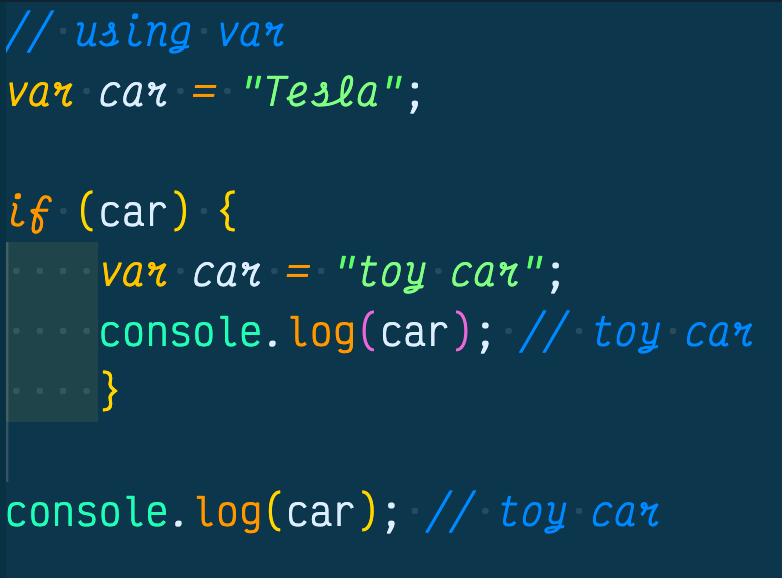 // using var
var car = "Tesla";
if (car) {
    var car = "toy car";
    console.log(car); // toy car
    }
console.log(car); // toy car